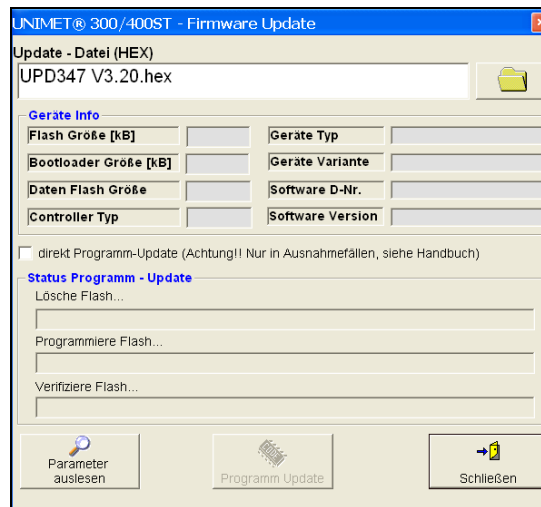 UNIMET® 300/400ST - Firmware Update
Update - Datei (HEX)
UPD347 V3.20.hex
Geräte Info
Flash Größe [kB]
Geräte Typ
Bootloader Größe [kB]
Geräte Variante
Daten Flash Größe
Software D-Nr.
Controller Typ
Software Version
direkt Programm-Update (Achtung!! Nur in Ausnahmefällen, siehe Handbuch)
Status Programm - Update
Lösche Flash...
Programmiere Flash...
Verifiziere Flash...
Parameter
auslesen
Programm Update
Schließen